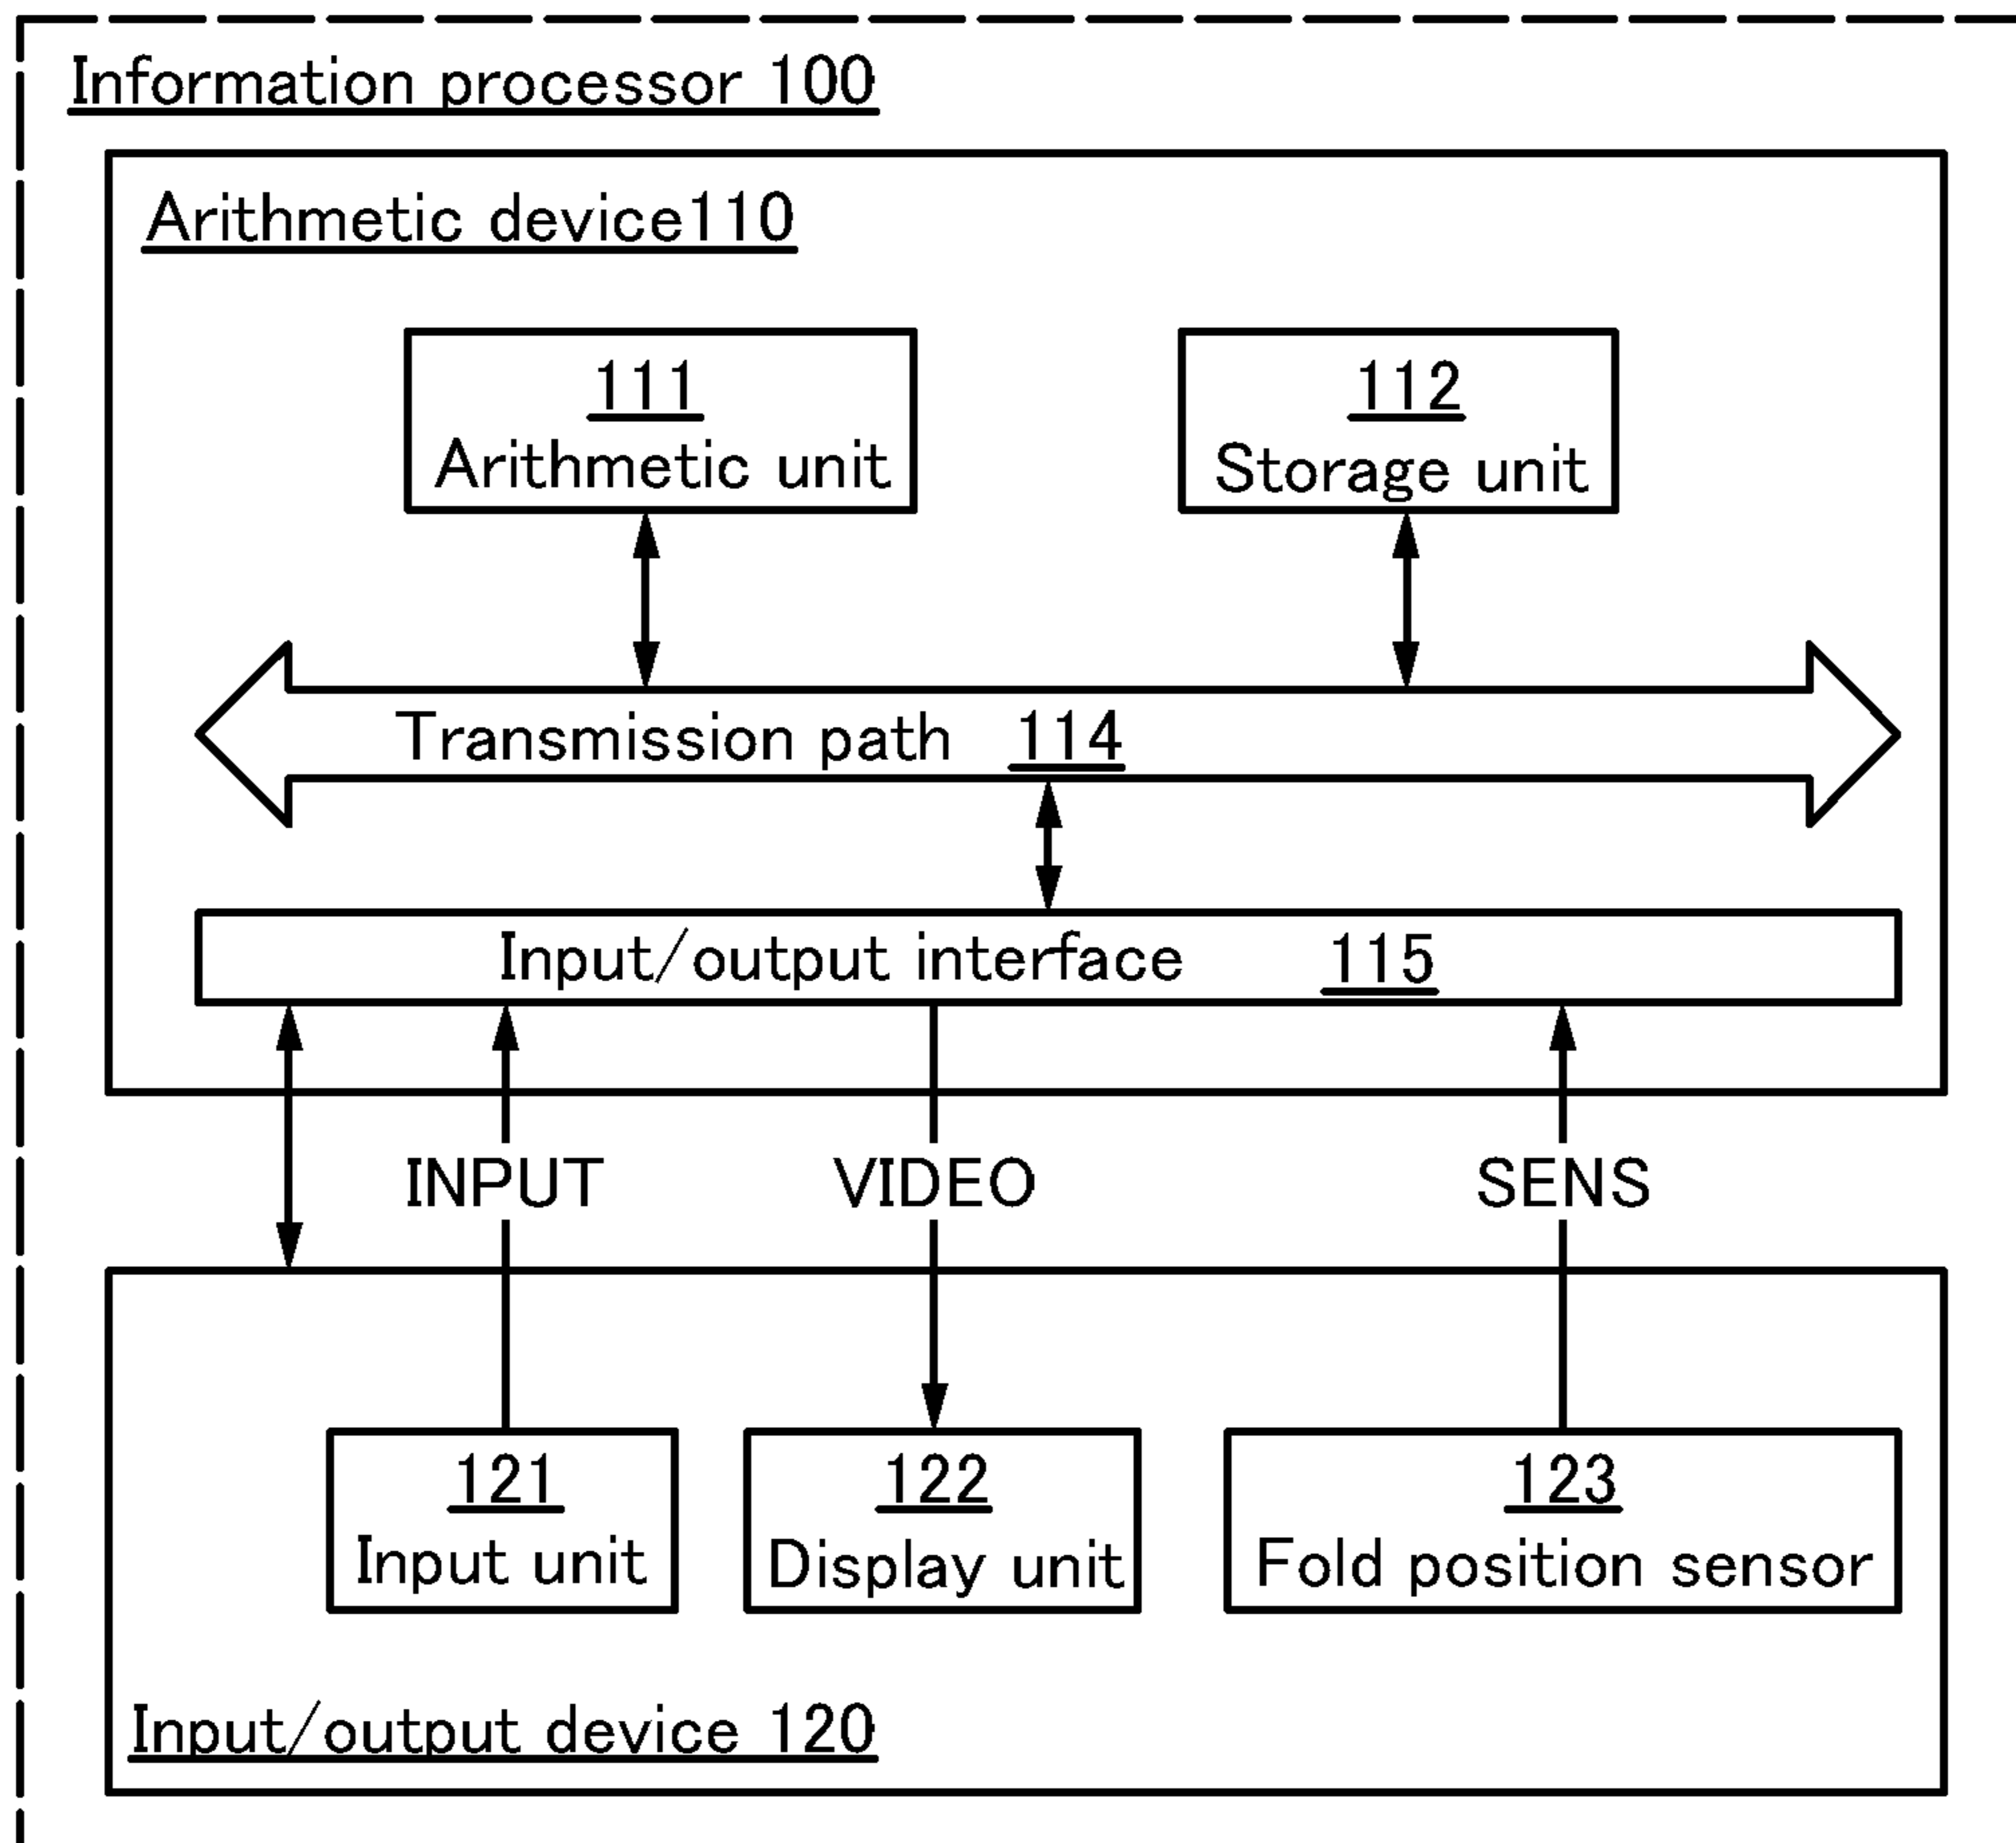 Information processor 100
Arithmetic device110
111
Arithmetic unit
112
Storage unit
Transmission path 114
Input/output interface 115
INPUT
VIDEO
SENS
121
Input unit
122
Display unit
123
Fold position sensor
Input/output device 120